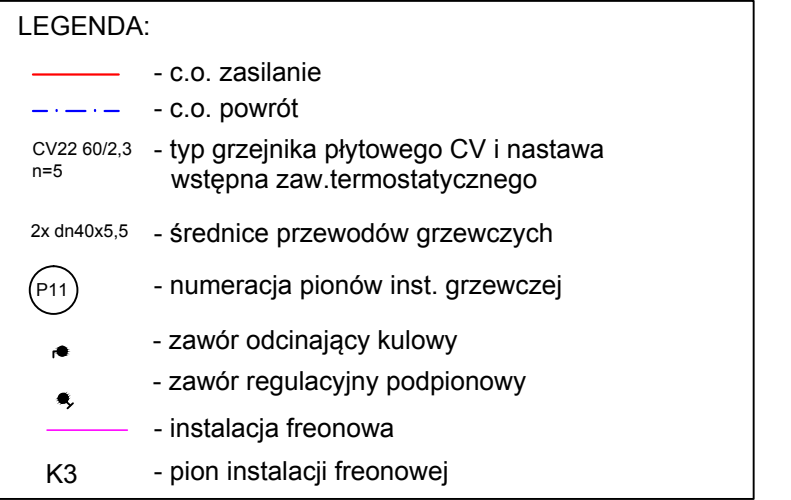 LEGENDA:
- c.o. zasilanie
- c.o. powrót
CV22 60/2,3 - typ grzejnika płytowego CV i nastawa
n=5 wstępna zaw.termostatycznego
2x dn40x5,5 - średnice przewodów grzewczych
P11 - numeracja pionów inst. grzewczej
- zawór odcinający kulowy
- zawór regulacyjny podpionowy
- instalacja freonowa
K3 - pion instalacji freonowej